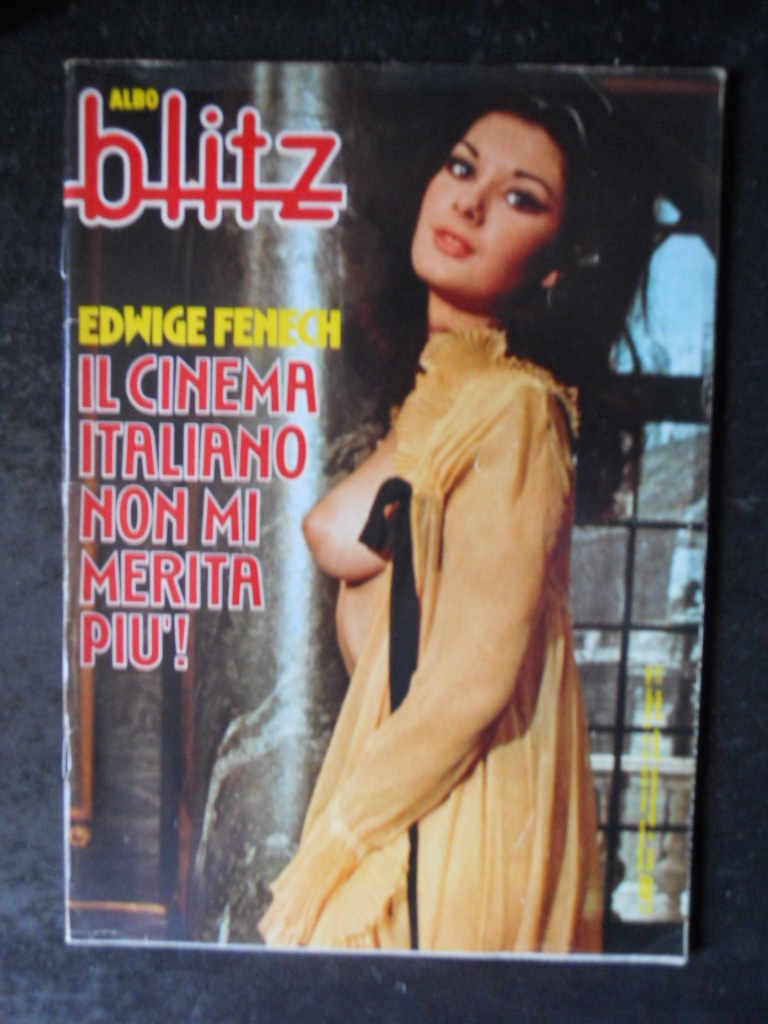 ALBO
blitz
EDWIGE FENECH
IL CINEMA
ITALIANO
NON MI
MERITA
PIU'!